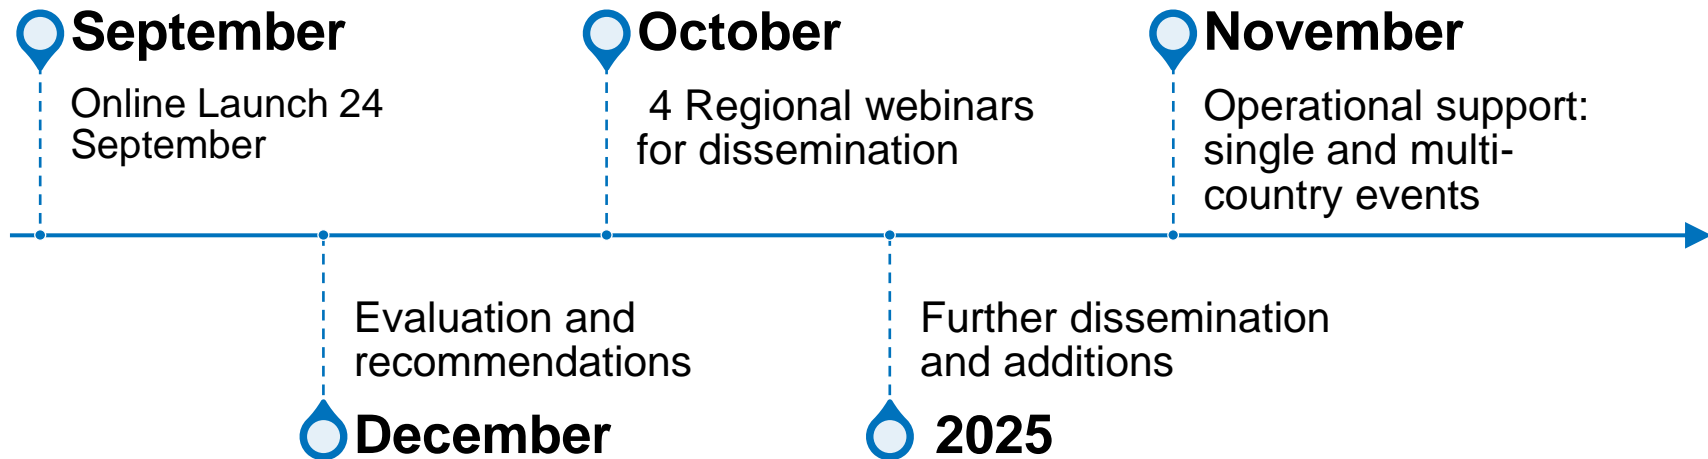 September
Online Launch 24
September
October
4 Regional webinars
for dissemination
November
Operational support:
single and multi-
country events
Evaluation and
recommendations
December
Further dissemination
and additions
2025